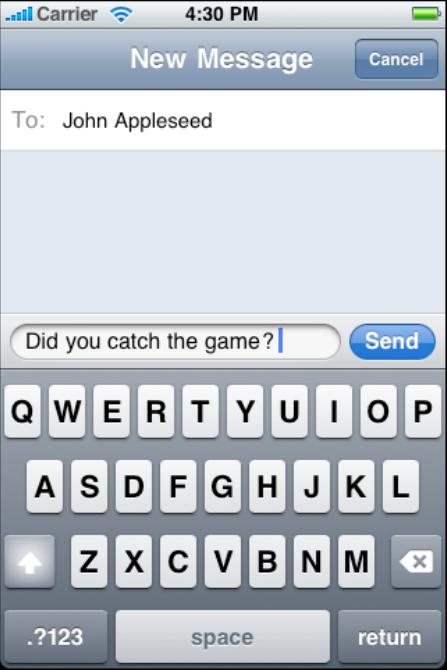 Carrier 4:30 PM
New Message Cancel
To: John Appleseed
Did you catch the game? Send
Q W E R T Y U I O P
A S D F G H J K L
Z X C V B N M
.?123 space return